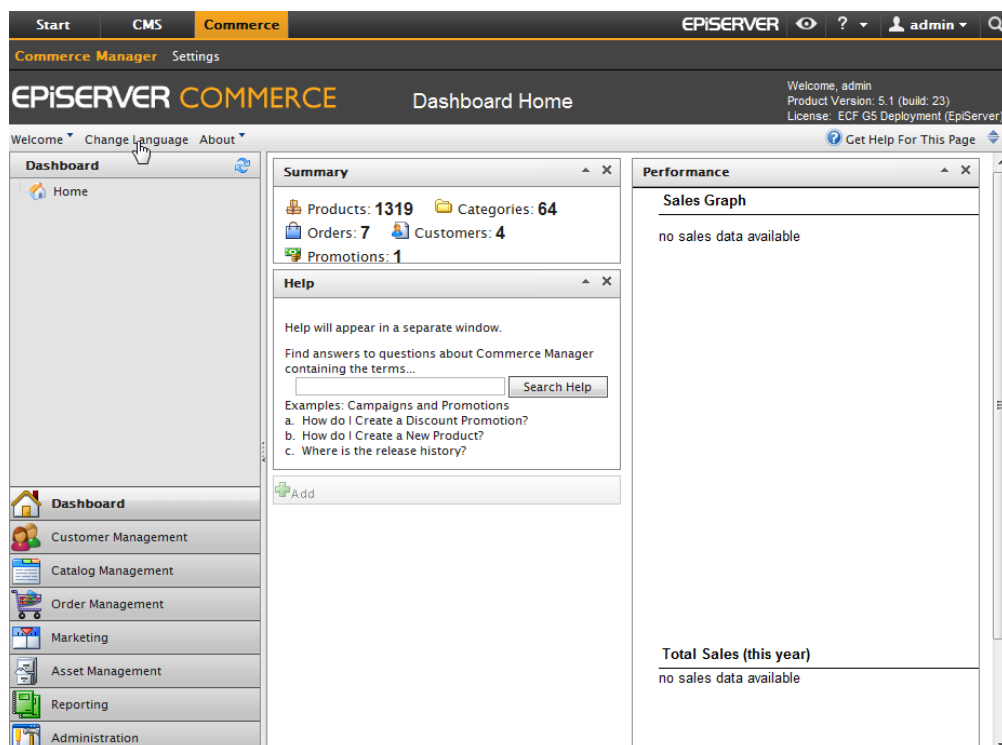 Start CMS Commerce EPiSERVER ? admin
Commerce Manager Settings
EPiSERVER COMMERCE Dashboard Home
Welcome, admin
Product Version: 5.1 (build: 23)
License: ECF G5 Deployment (EpiServer)
Welcome Change Language About Get Help For This Page
Dashboard
Home
Summary
Products: 1319 Categories: 64
Orders: 7 Customers: 4
Promotions: 1
Help
Help will appear in a separate window.
Find answers to questions about Commerce Manager
containing the terms...
Search Help
Examples: Campaigns and Promotions
a. How do I Create a Discount Promotion?
b. How do I Create a New Product?
c. Where is the release history?
Add
Performance
Sales Graph
no sales data available
Total Sales (this year)
no sales data available
Dashboard
Customer Management
Catalog Management
Order Management
Marketing
Asset Management
Reporting
Administration